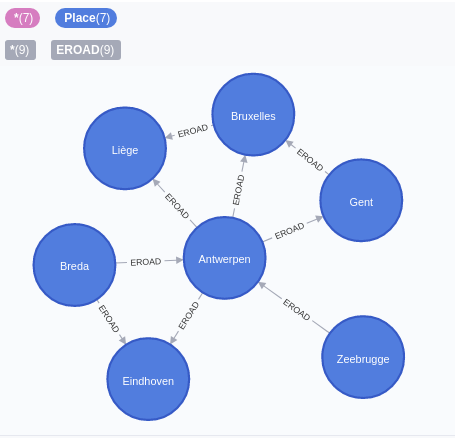 *(7) Place(7)
*(9) EROAD(9)
Bruxelles
EROAD
Liège
EROAD
EROAD
EROAD
Gent
EROAD
Breda
EROAD
Antwerpen
EROAD
EROAD
EROAD
Zeebrugge
Eindhoven